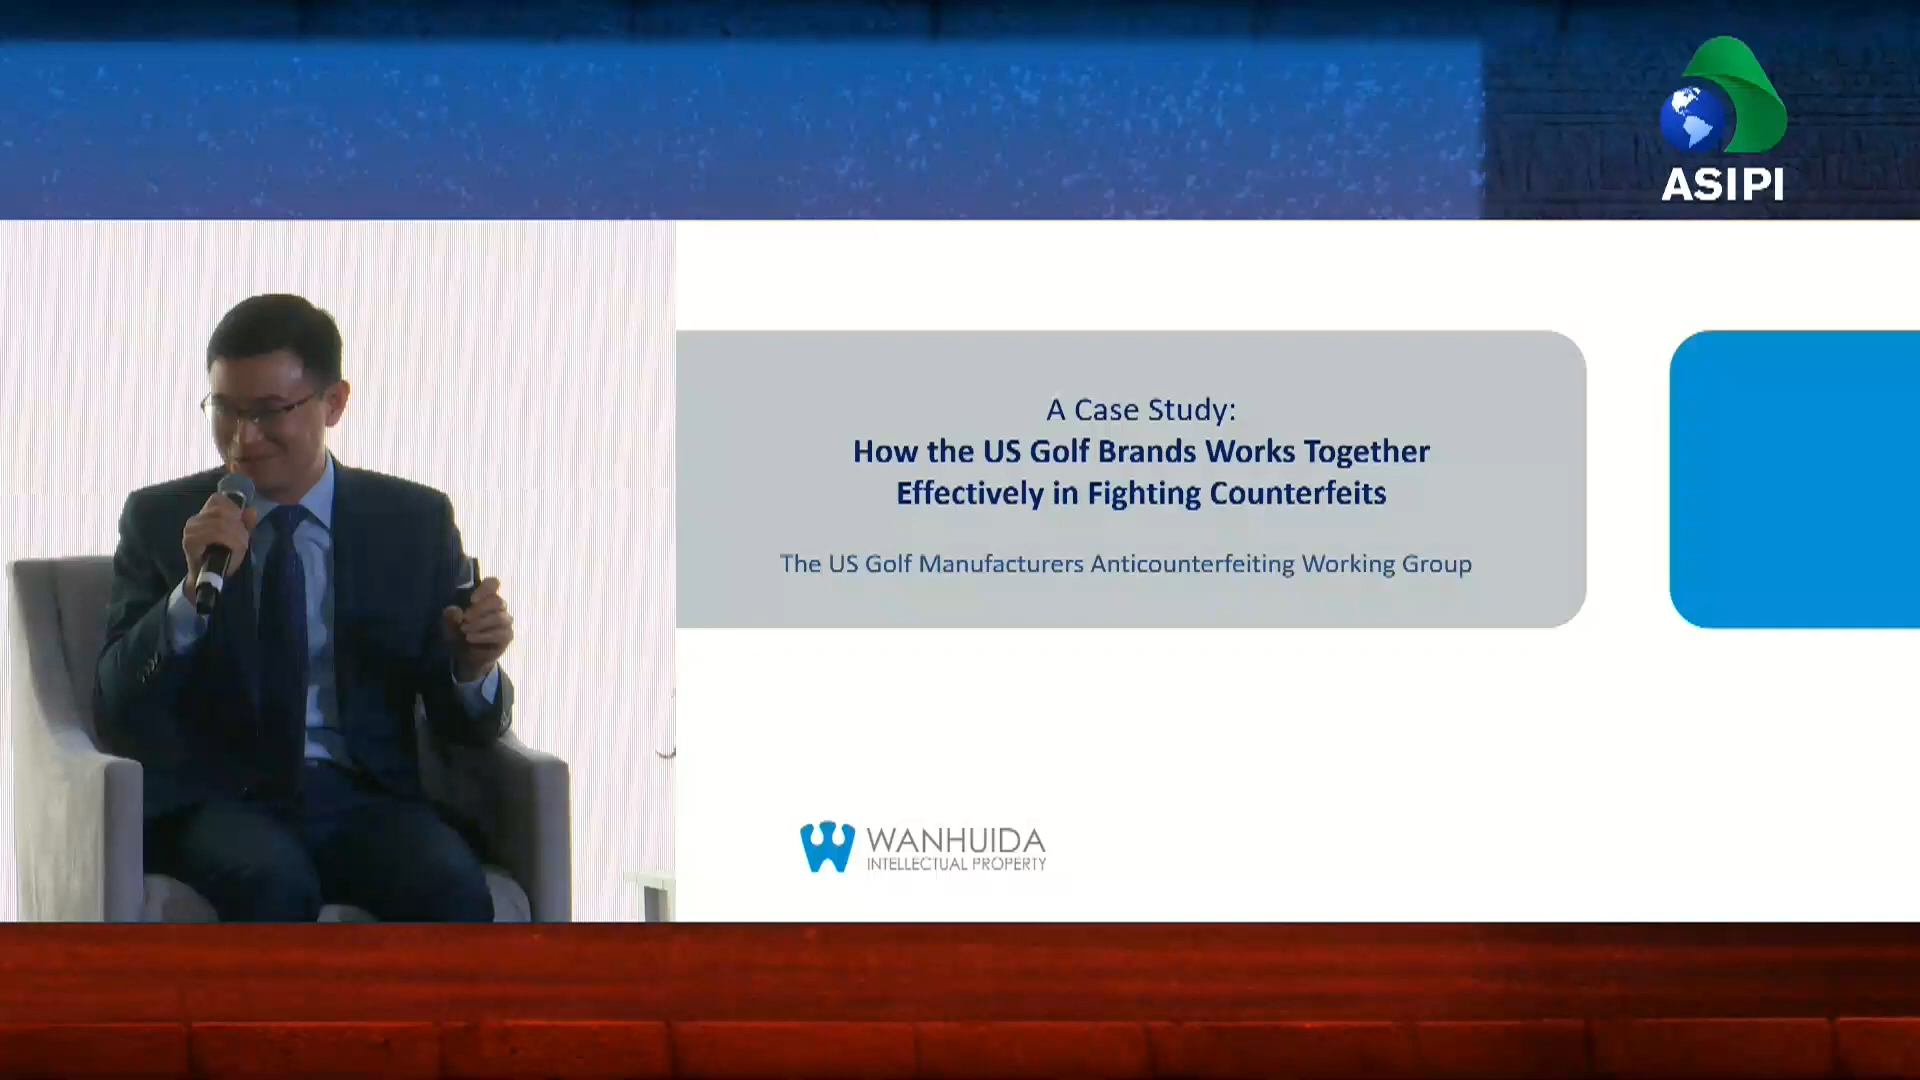 ASIPI
A Case Study:
How the US Golf Brands Works Together
Effectively in Fighting Counterfeits
The US Golf Manufacturers Anticounterfeiting Working Group
WANHUIDA
INTELLECTUAL PROPERTY